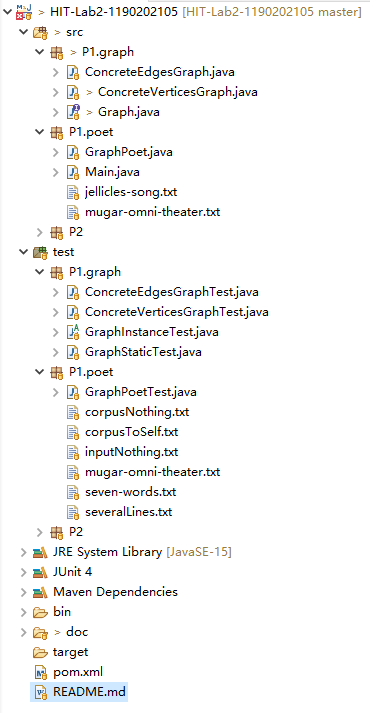 > HIT-Lab2-1190202105 [HIT-Lab2-1190202105 master]
> src
> P1.graph
ConcreteEdgesGraph.java
> ConcreteVerticesGraph.java
> Graph.java
P1.poet
GraphPoet.java
Main.java
jellicles-song.txt
mugar-omni-theater.txt
P2
test
P1.graph
ConcreteEdgesGraphTest.java
ConcreteVerticesGraphTest.java
GraphInstanceTest.java
GraphStaticTest.java
P1.poet
GraphPoetTest.java
corpusNothing.txt
corpusToSelf.txt
inputNothing.txt
mugar-omni-theater.txt
seven-words.txt
severalLines.txt
P2
JRE System Library [JavaSE-15]
JUnit 4
Maven Dependencies
bin
> doc
target
pom.xml
README.md